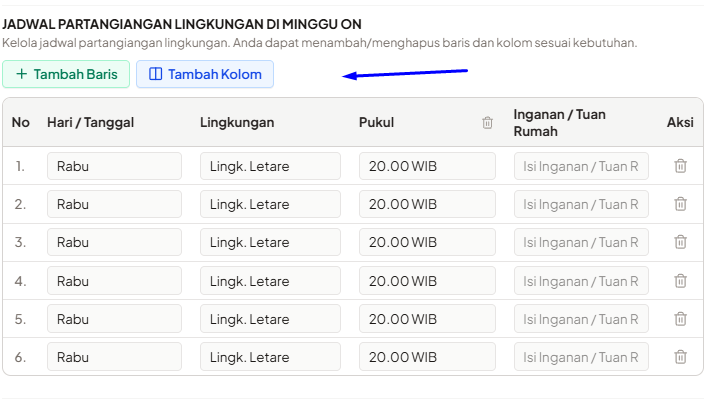 JADWAL PARTANGIANGAN LINGKUNGAN DI MINGGU ON
Kelola jadwal partangiangan lingkungan. Anda dapat menambah/menghapus baris dan kolom sesuai kebutuhan.
+ Tambah Baris Tambah Kolom
No Hari / Tanggal Lingkungan Pukul Inganan / Tuan Rumah Aksi
1. Rabu Lingk. Letare 20.00 WIB Isi Inganan / Tuan R
2. Rabu Lingk. Letare 20.00 WIB Isi Inganan / Tuan R
3. Rabu Lingk. Letare 20.00 WIB Isi Inganan / Tuan R
4. Rabu Lingk. Letare 20.00 WIB Isi Inganan / Tuan R
5. Rabu Lingk. Letare 20.00 WIB Isi Inganan / Tuan R
6. Rabu Lingk. Letare 20.00 WIB Isi Inganan / Tuan R